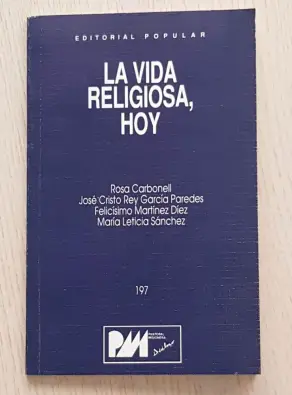 EDITORIAL POPULAR
LA VIDA
RELIGIOSA,
HOY
Rosa Carbonell
José Cristo Rey García Paredes
Felicísimo Martínez Díez
María Leticia Sánchez
197
PM